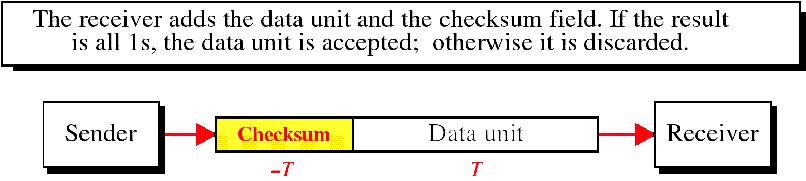 The receiver adds the data unit and the checksum field. If the result
is all 1s, the data unit is accepted; otherwise it is discarded.
Sender
Checksum
Data unit
Receiver
–T
T